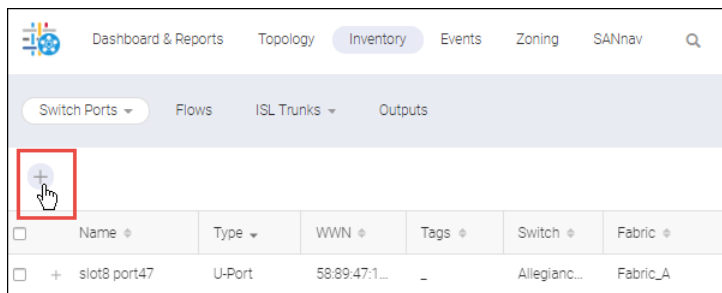 Dashboard & Reports Topology Inventory Events Zoning SANnav
Switch Ports Flows ISL Trunks Outputs
+
Name Type WWN Tags Switch Fabric
+ slot8 port47 U-Port 58:89:47:1... _ Allegianc... Fabric_A